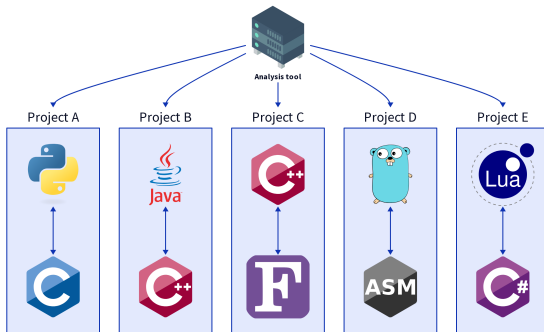 Analysis tool
Project A
Project B
Project C
Project D
Project E
Java
C++
Lua
C
C++
F
ASM
C#